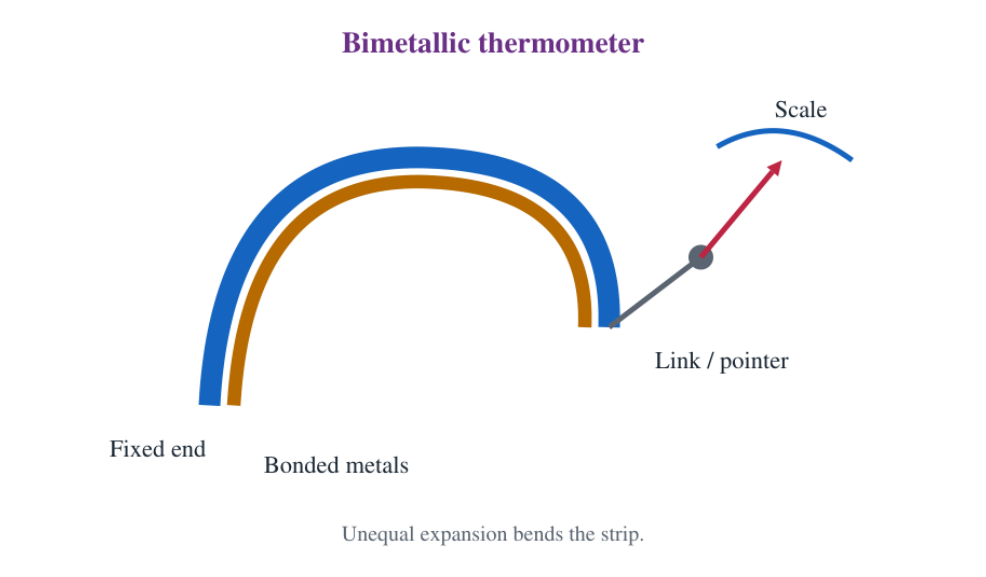 Bimetallic thermometer
Scale
Link / pointer
Fixed end
Bonded metals
Unequal expansion bends the strip.